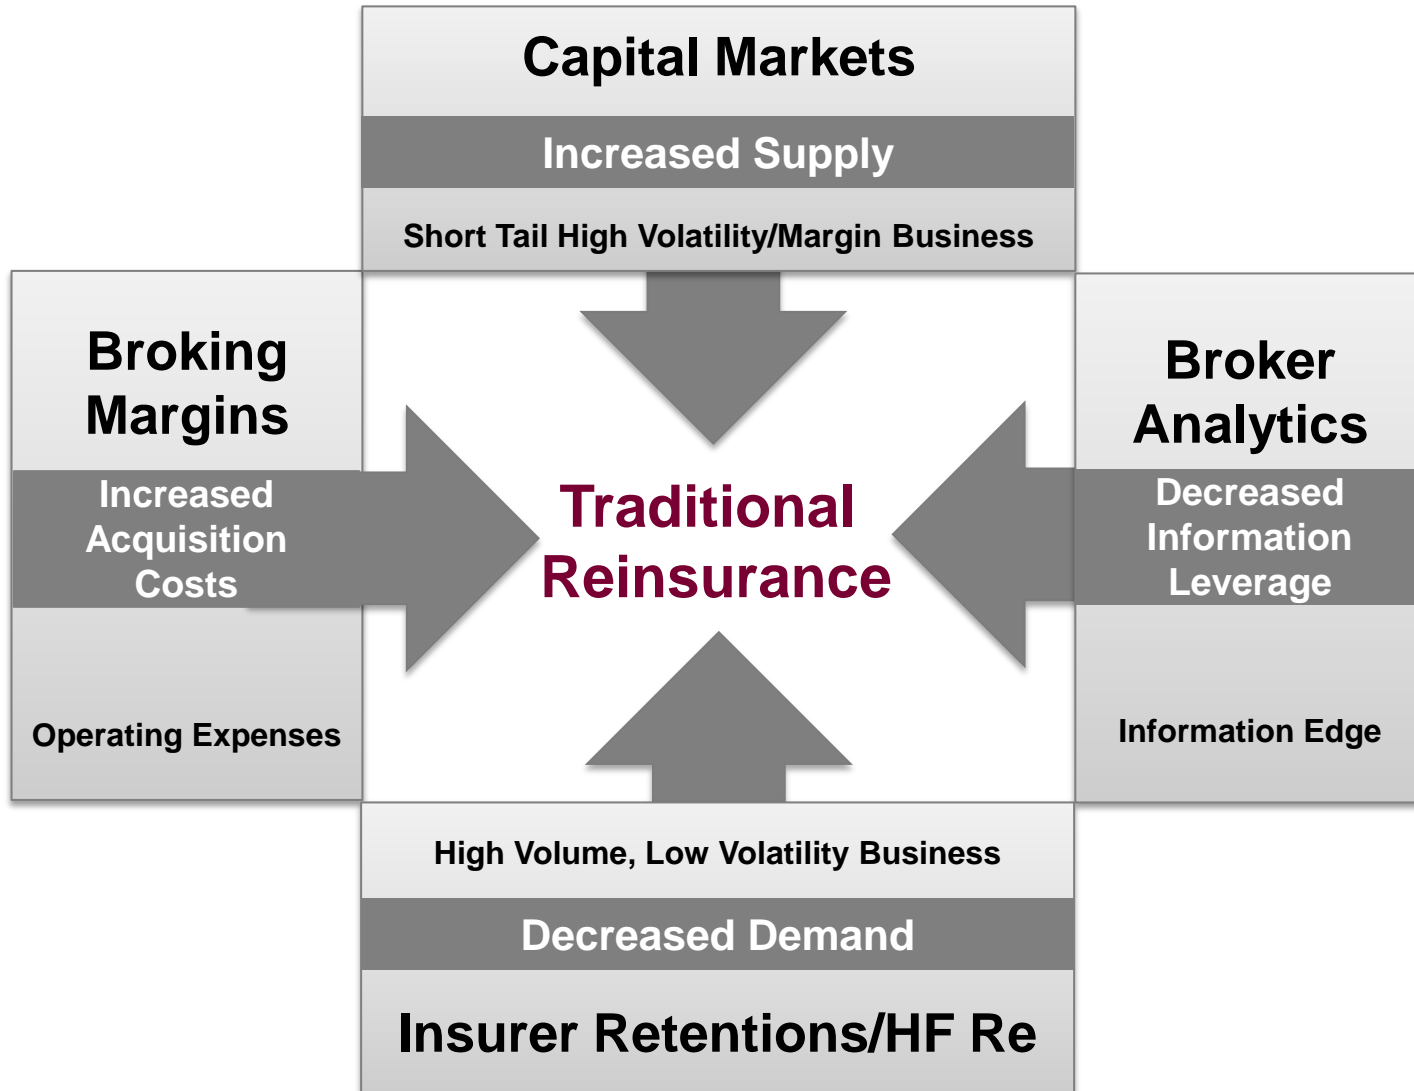 Capital Markets
Increased Supply
Short Tail High Volatility/Margin Business
Broking
Margins
Increased
Acquisition
Costs
Operating Expenses
Traditional
Reinsurance
Broker
Analytics
Decreased
Information
Leverage
Information Edge
High Volume, Low Volatility Business
Decreased Demand
Insurer Retentions/HF Re